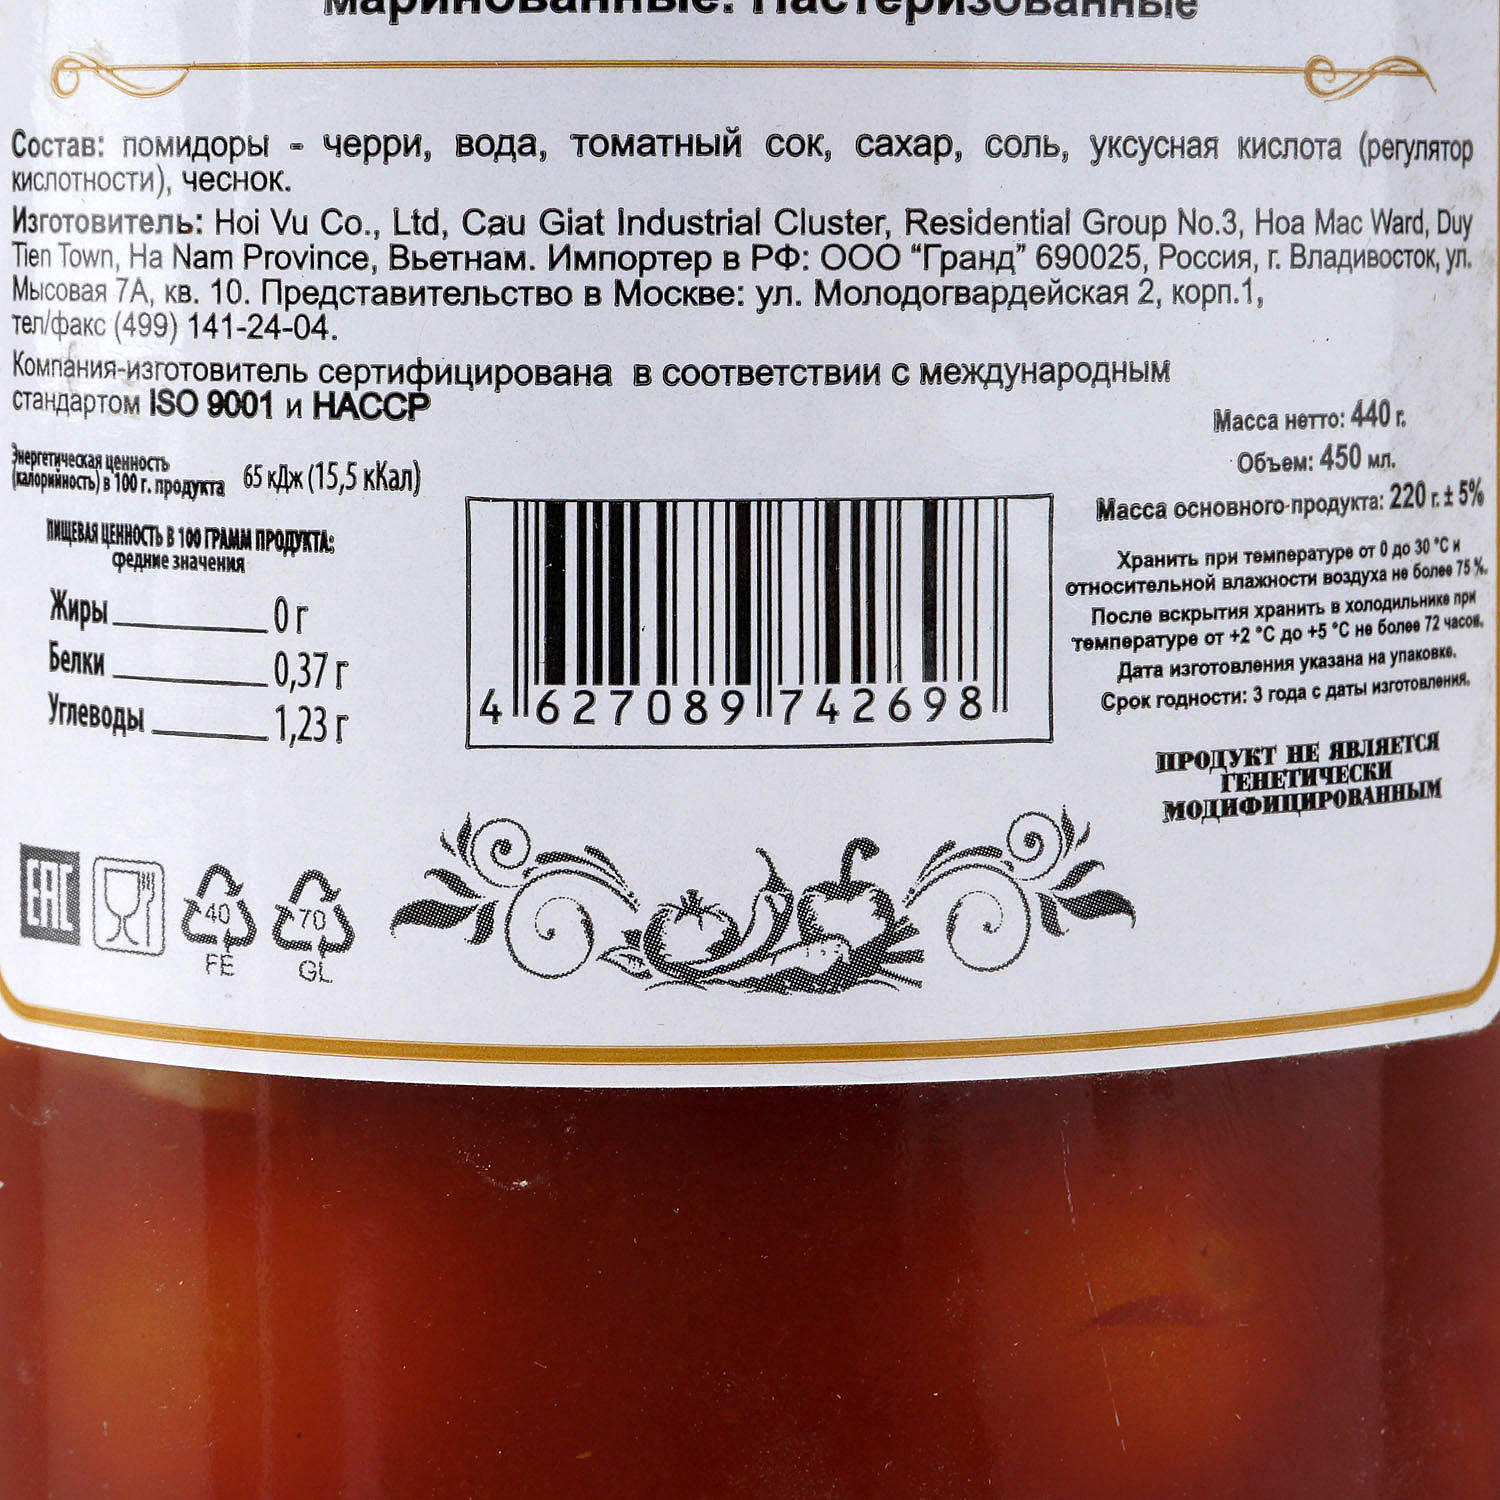 маринованные. Пастеризованные
Состав: помидоры - черри, вода, томатный сок, сахар, соль, уксусная кислота (регулятор
кислотности), чеснок.
Изготовитель: Hoi Vu Co., Ltd, Cau Giat Industrial Cluster, Residential Group No.3, Hoa Mac Ward, Duy
Tien Town, Ha Nam Province, Вьетнам. Импортер в РФ: ООО “Гранд” 690025, Россия, г. Владивосток, ул.
Мысовая 7А, кв. 10. Представительство в Москве: ул. Молодогвардейская 2, корп.1,
тел/факс (499) 141-24-04.
Компания-изготовитель сертифицирована в соответствии с международным
стандартом ISO 9001 и HACCP
Энергетическая ценность
(калорийность) в 100 г. продукта 65 кДж (15,5 кКал)
ПИЩЕВАЯ ЦЕННОСТЬ В 100 ГРАММ ПРОДУКТА:
средние значения
Жиры 0 г
Белки 0,37 г
Углеводы 1,23 г
4 627089 742698
Масса нетто: 440 г.
Объем: 450 мл.
Масса основного продукта: 220 г. ± 5%
Хранить при температуре от 0 до 30 °С и
относительной влажности воздуха не более 75 %.
После вскрытия хранить в холодильнике при
температуре от +2 °С до +5 °С не более 72 часов.
Дата изготовления указана на упаковке.
Срок годности: 3 года с даты изготовления.
ПРОДУКТ НЕ ЯВЛЯЕТСЯ
ГЕНЕТИЧЕСКИ
МОДИФИЦИРОВАННЫМ
EAC
40
FE
70
GL